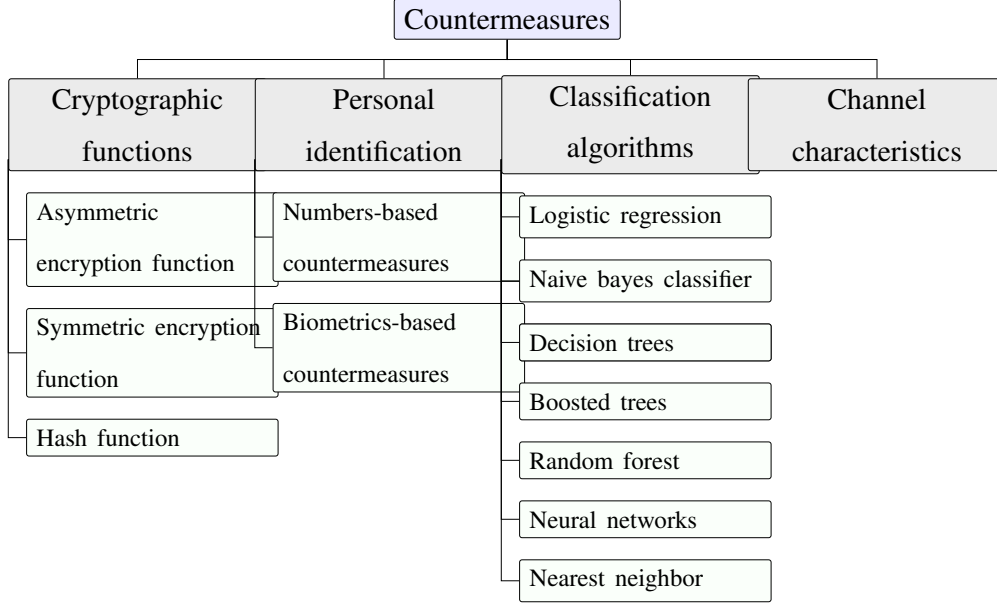 Countermeasures
Cryptographic
functions
Personal
identification
Classification
algorithms
Channel
characteristics
Asymmetric
encryption function
Symmetric encryption
function
Hash function
Numbers-based
countermeasures
Biometrics-based
countermeasures
Logistic regression
Naive bayes classifier
Decision trees
Boosted trees
Random forest
Neural networks
Nearest neighbor